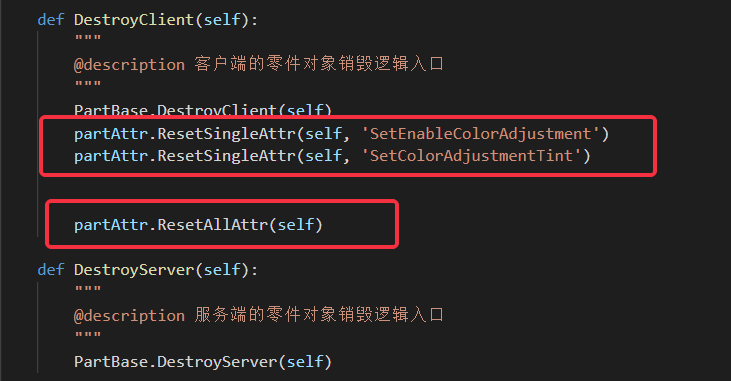 def DestroyClient(self):
"""
@description 客户端的零件对象销毁逻辑入口
"""
PartBase.DestroyClient(self)
partAttr.ResetSingleAttr(self, 'SetEnableColorAdjustment')
partAttr.ResetSingleAttr(self, 'SetColorAdjustmentTint')
partAttr.ResetAllAttr(self)
def DestroyServer(self):
"""
@description 服务端的零件对象销毁逻辑入口
"""
PartBase.DestroyServer(self)